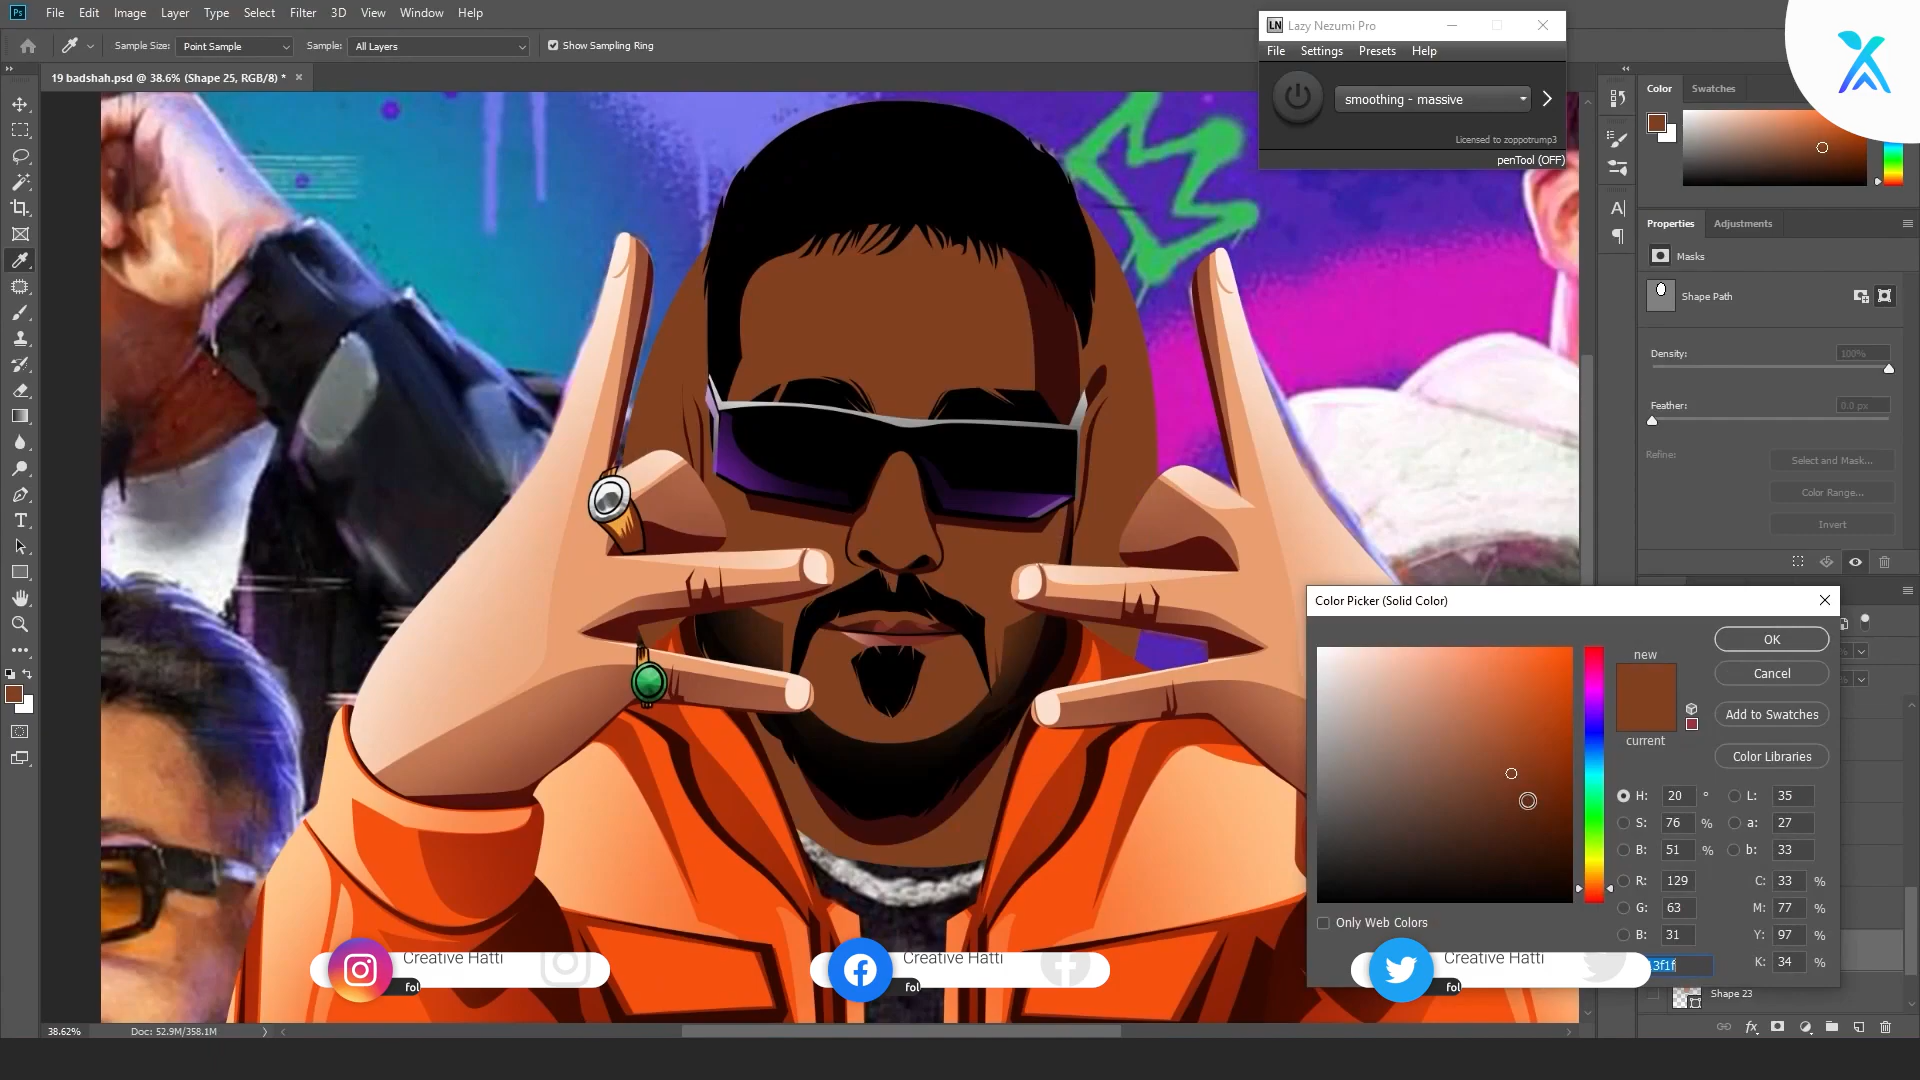 Ps File Edit Image Layer Type Select Filter 3D View Window Help
Sample Size: Point Sample Sample: All Layers Show Sampling Ring
19 badshah.psd @ 38.6% (Shape 25, RGB/8) *
LN Lazy Nezumi Pro
File Settings Presets Help
smoothing - massive
Licensed to zoppotrump3
penTool (OFF)
Color Swatches
Properties Adjustments
Masks
Shape Path
Density: 100%
Feather: 0.0 px
Refine: Select and Mask...
Color Range...
Invert
Color Picker (Solid Color)
new
current
OK
Cancel
Add to Swatches
Color Libraries
H: 20 ° L: 35
S: 76 % a: 27
B: 51 % b: 33
R: 129 C: 33 %
G: 63 M: 77 %
B: 31 Y: 97 %
3f1f K: 34 %
Only Web Colors
Shape 23
Creative Hatti
fol
Creative Hatti
fol
Creative Hatti
fol
38.62% Doc: 52.9M/358.1M